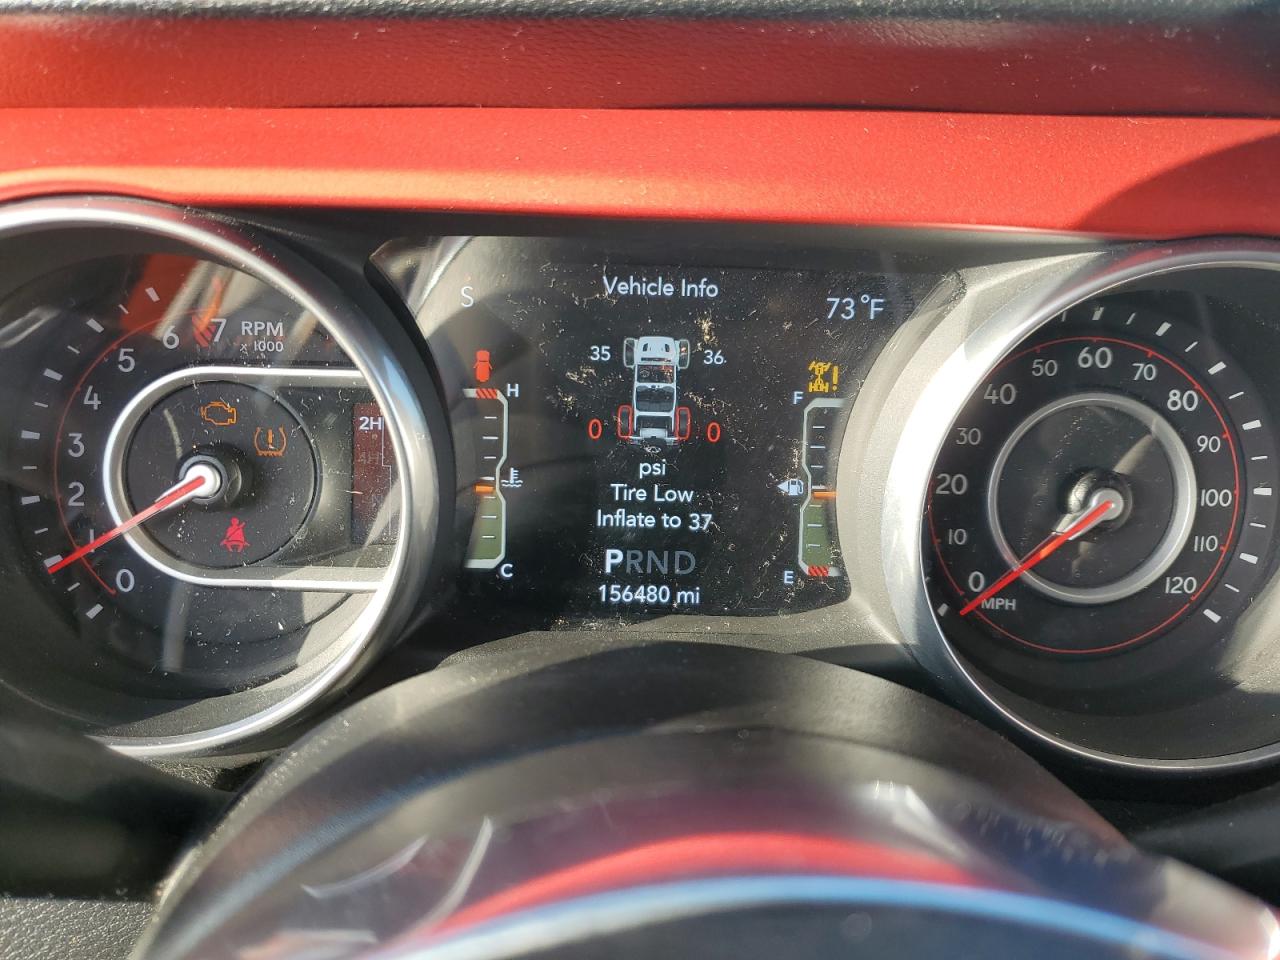 7 RPM
x 1000
6
5
4
3
2
1
0
2H
4H
S
Vehicle Info
73°F
35
36
0
0
psi
Tire Low
Inflate to 37
PRND
156480 mi
H
C
F
E
!
0
10
20
30
40
50
60
70
80
90
100
110
120
MPH